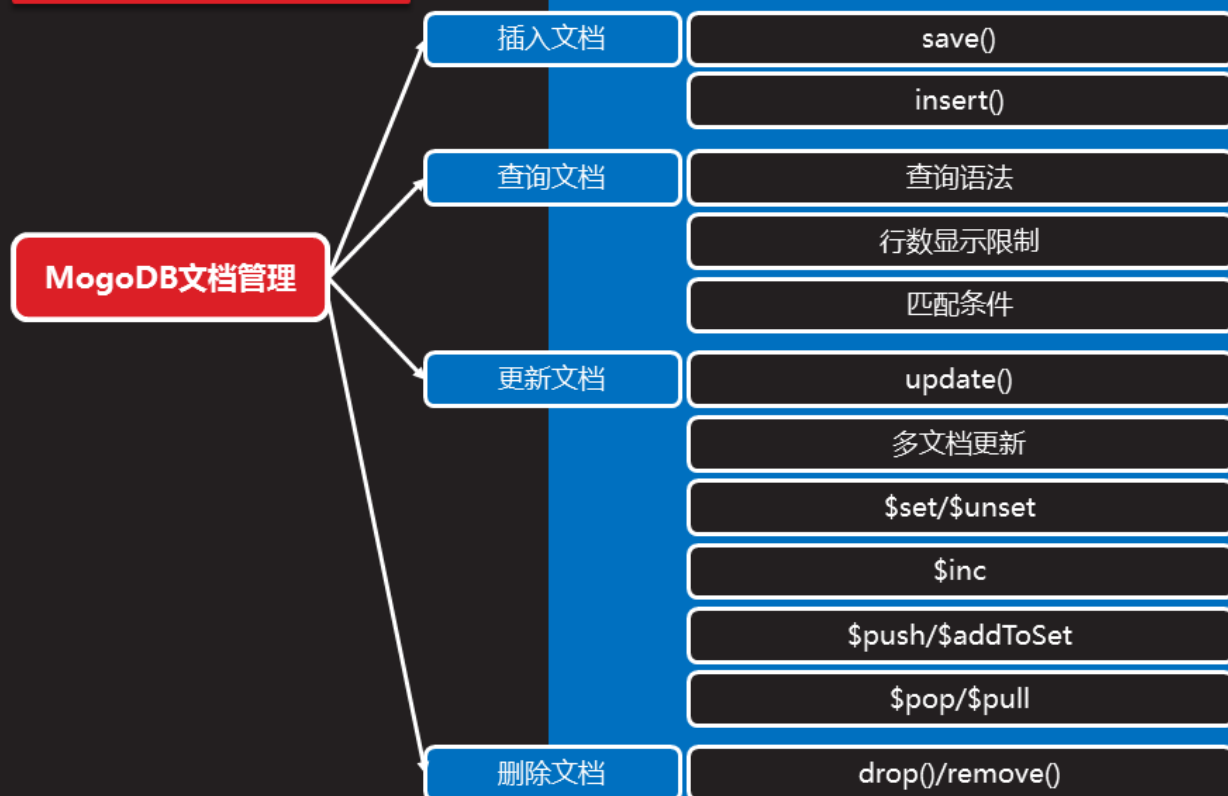 插入文档
save()
insert()
查询文档
查询语法
行数显示限制
匹配条件
MogoDB文档管理
更新文档
update()
多文档更新
$set/$unset
$inc
$push/$addToSet
$pop/$pull
删除文档
drop()/remove()